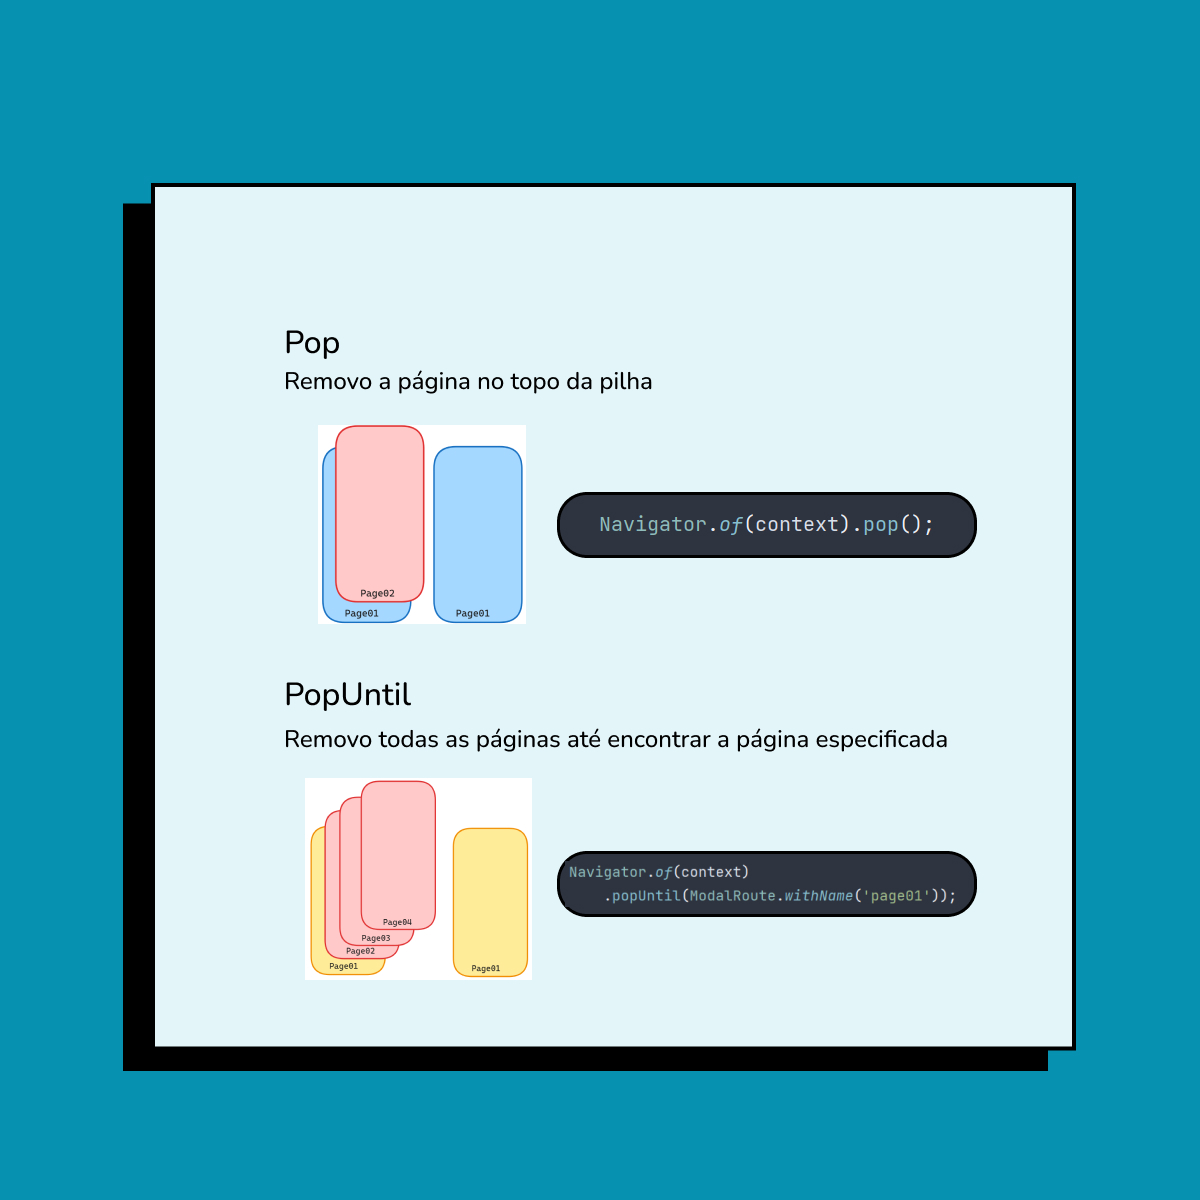 Pop
Removo a página no topo da pilha
Page02
Page01
Page01
Navigator.of(context).pop();
PopUntil
Removo todas as páginas até encontrar a página especificada
Page04
Page03
Page02
Page01
Page01
Navigator.of(context)
.popUntil(ModalRoute.withName('page01'));